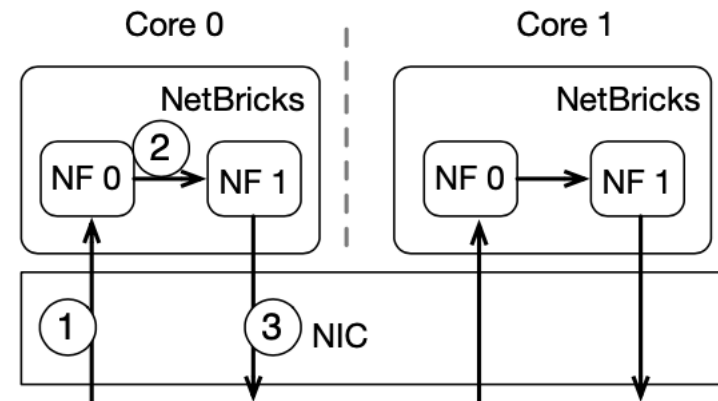 Core 0
Core 1
NetBricks
NetBricks
2
NF 0
NF 1
NF 0
NF 1
1
3
NIC